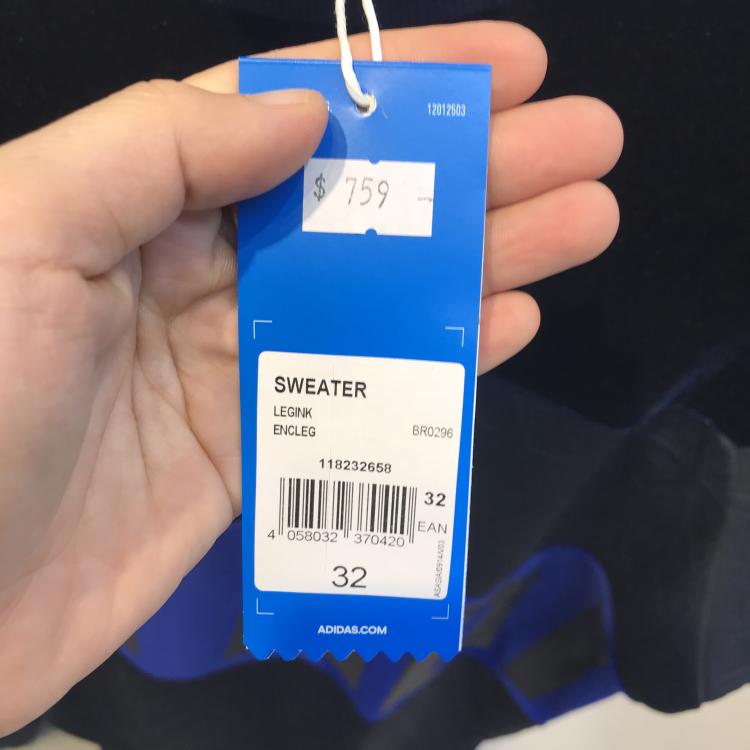 12012503
$ 759 –
SWEATER
LEGINK
ENCLEG BR0296
118232658
32
EAN
4 058032 370420
32
ADIDAS.COM